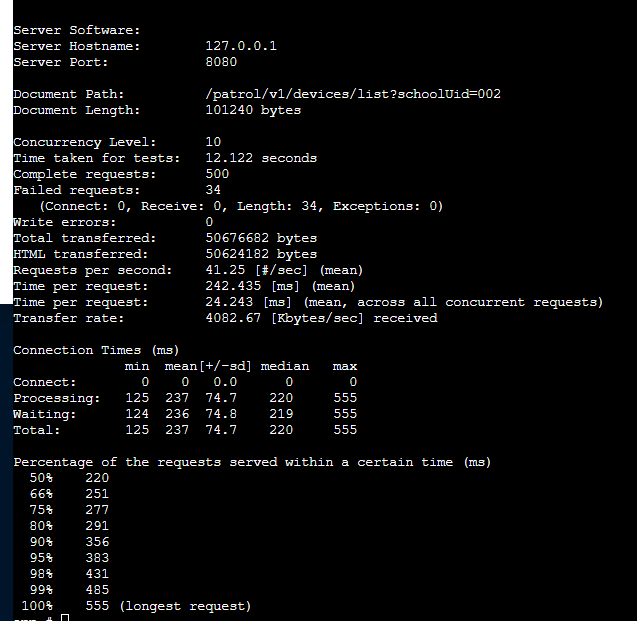 Server Software:
Server Hostname: 127.0.0.1
Server Port: 8080
Document Path: /patrol/v1/devices/list?schoolUid=002
Document Length: 101240 bytes
Concurrency Level: 10
Time taken for tests: 12.122 seconds
Complete requests: 500
Failed requests: 34
(Connect: 0, Receive: 0, Length: 34, Exceptions: 0)
Write errors: 0
Total transferred: 50676682 bytes
HTML transferred: 50624182 bytes
Requests per second: 41.25 [#/sec] (mean)
Time per request: 242.435 [ms] (mean)
Time per request: 24.243 [ms] (mean, across all concurrent requests)
Transfer rate: 4082.67 [Kbytes/sec] received
Connection Times (ms)
min mean[+/-sd] median max
Connect: 0 0 0.0 0 0
Processing: 125 237 74.7 220 555
Waiting: 124 236 74.8 219 555
Total: 125 237 74.7 220 555
Percentage of the requests served within a certain time (ms)
50% 220
66% 251
75% 277
80% 291
90% 356
95% 383
98% 431
99% 485
100% 555 (longest request)